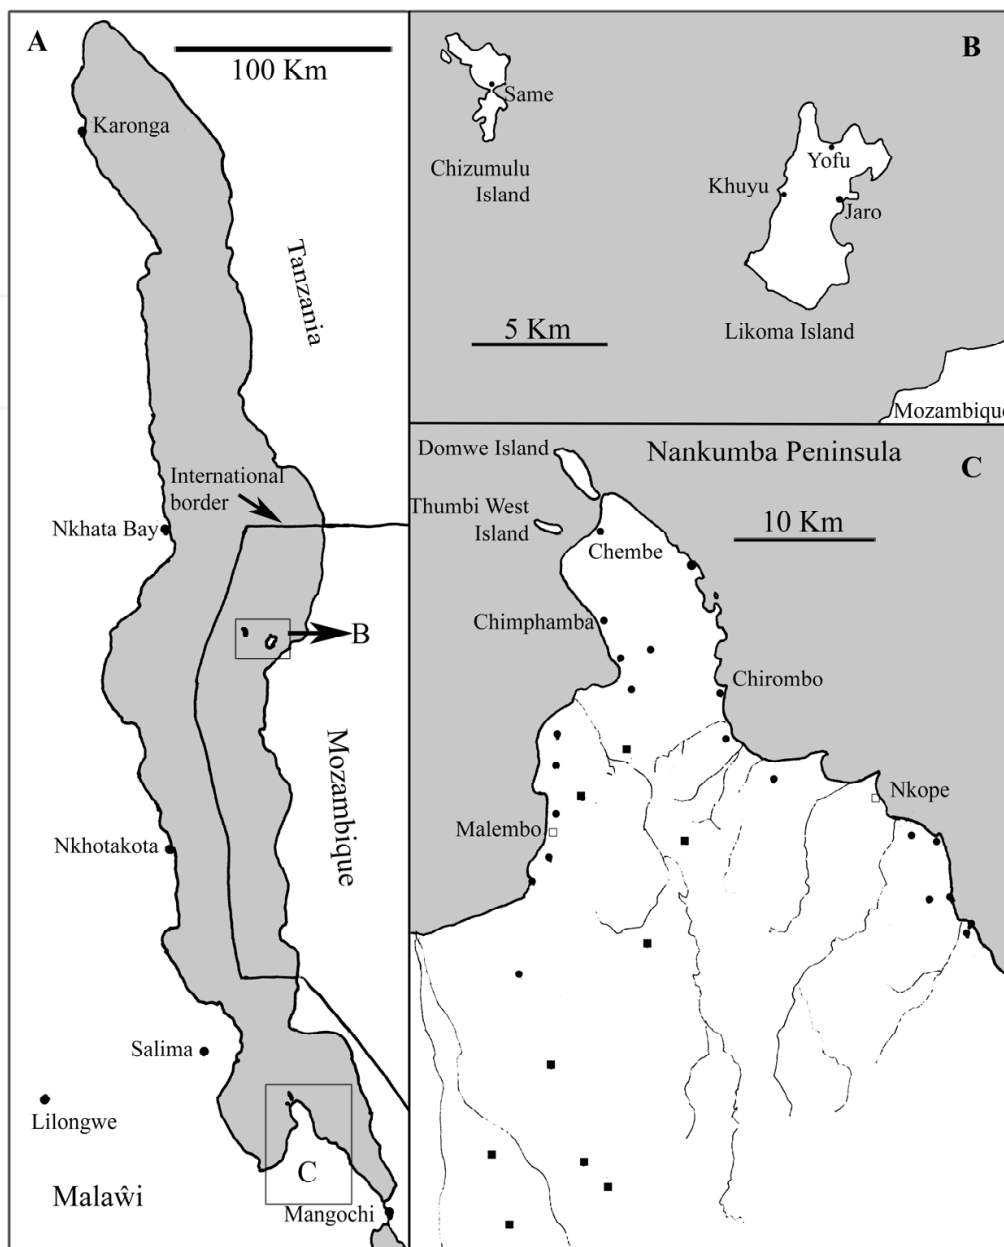 A
100 Km
Karonga
Tanzania
International
border
Nkhata Bay
B
Mozambique
Nkhotakota
Salima
Lilongwe
C
Malaŵi
Mangochi
B
Same
Chizumulu
Island
Yofu
Khuyu
Jaro
5 Km
Likoma Island
Mozambique
Domwe Island
Nankumba Peninsula
C
Thumbi West
Island
10 Km
Chembe
Chimphamba
Chirombo
Nkope
Malembo